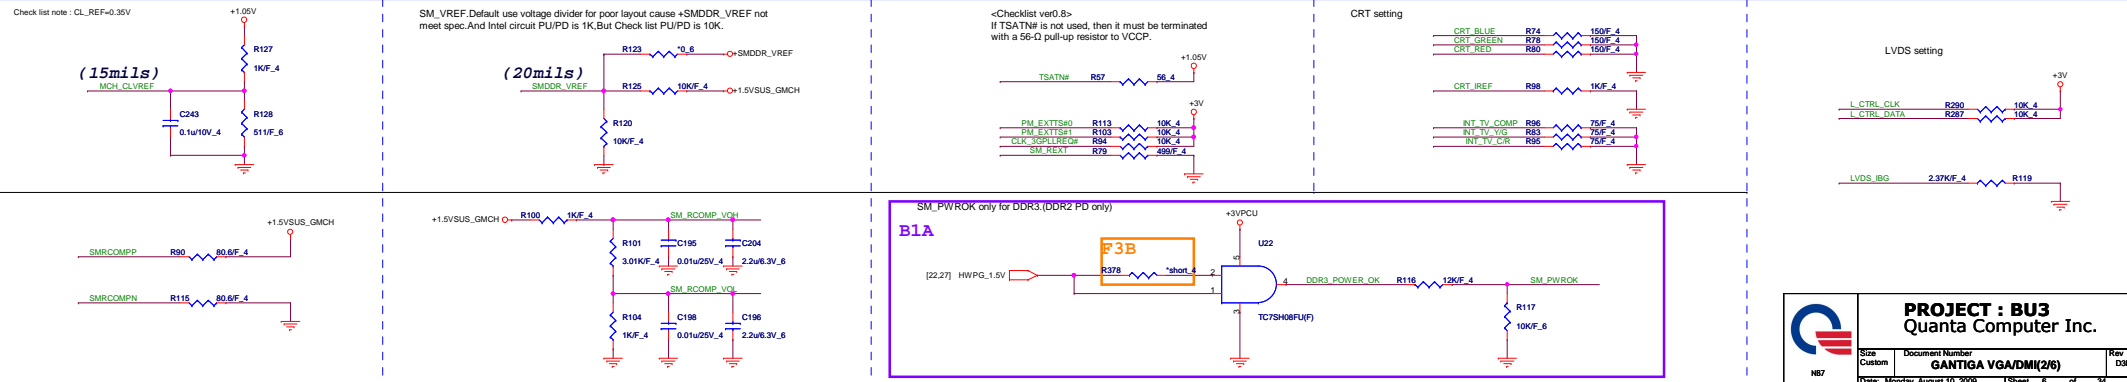 Check list note : CL_REF=0.35V
+1.05V
R127
1K/F_4
(15mils)
MCH_CLVREF
C243
0.1u/10V_4
R128
511/F_6
SM_VREF.Default use voltage divider for poor layout cause +SMDDR_VREF not
meet spec.And Intel circuit PU/PD is 1K,But Check list PU/PD is 10K.
R123 *0_6 +SMDDR_VREF
(20mils)
SMDDR_VREF R125 10K/F_4 +1.5VSUS_GMCH
R120
10K/F_4
<Checklist ver0.8>
If TSATN# is not used, then it must be terminated
with a 56-Ω pull-up resistor to VCCP.
+1.05V
TSATN# R57 56_4
+3V
PM_EXTTS#0 R113 10K_4
PM_EXTTS#1 R103 10K_4
CLK_3GPLLREQ# R94 10K_4
SM_REXT R79 499/F_4
CRT setting
CRT_BLUE R74 150/F_4
CRT_GREEN R78 150/F_4
CRT_RED R80 150/F_4
CRT_IREF R98 1K/F_4
INT_TV_COMP R96 75/F_4
INT_TV_Y/G R83 75/F_4
INT_TV_C/R R95 75/F_4
LVDS setting
+3V
L_CTRL_CLK R290 10K_4
L_CTRL_DATA R287 10K_4
LVDS_IBG 2.37K/F_4 R119
+1.5VSUS_GMCH
SMRCOMPP R90 80.6/F_4
SMRCOMPN R115 80.6/F_4
+1.5VSUS_GMCH R100 1K/F_4 SM_RCOMP_VOH
R101 C195 C204
3.01K/F_4 0.01u/25V_4 2.2u/6.3V_6
SM_RCOMP_VOL
R104 C198 C196
1K/F_4 0.01u/25V_4 2.2u/6.3V_6
SM_PWROK only for DDR3.(DDR2 PD only)
B1A
+3VPCU
F3B
U22
5
[22,27] HWPG_1.5V R378 *short_4 2
1
4 DDR3_POWER_OK R116 12K/F_4 SM_PWROK
3
TC7SH08FU(F)
R117
10K/F_6
PROJECT : BU3
Quanta Computer Inc.
NB7
Size Document Number Rev
Custom GANTIGA VGA/DMI(2/6)
Date: Monday, August 10, 2009 Sheet 6 of